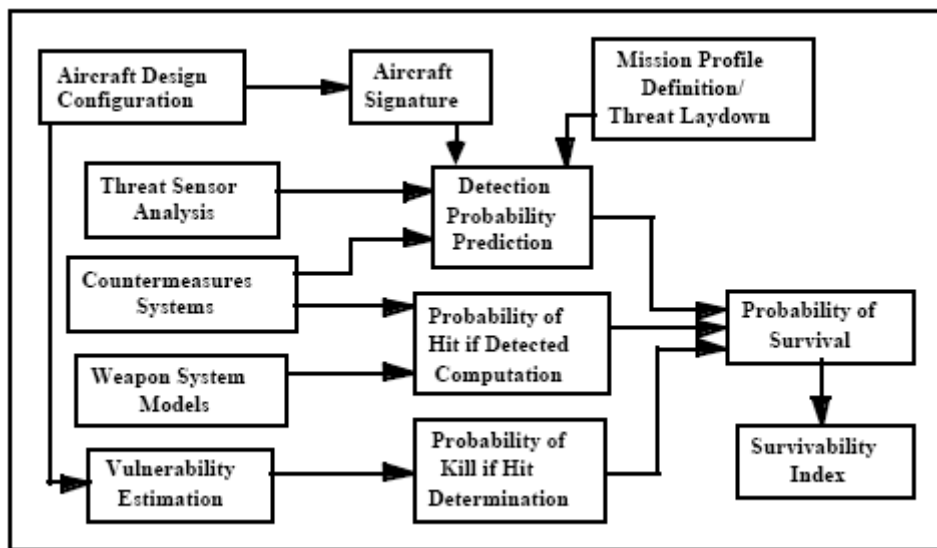 Aircraft Design
Configuration
Aircraft
Signature
Mission Profile
Definition/
Threat Laydown
Threat Sensor
Analysis
Detection
Probability
Prediction
Countermeasures
Systems
Probability of
Hit if Detected
Computation
Probability of
Survival
Weapon System
Models
Vulnerability
Estimation
Probability of
Kill if Hit
Determination
Survivability
Index